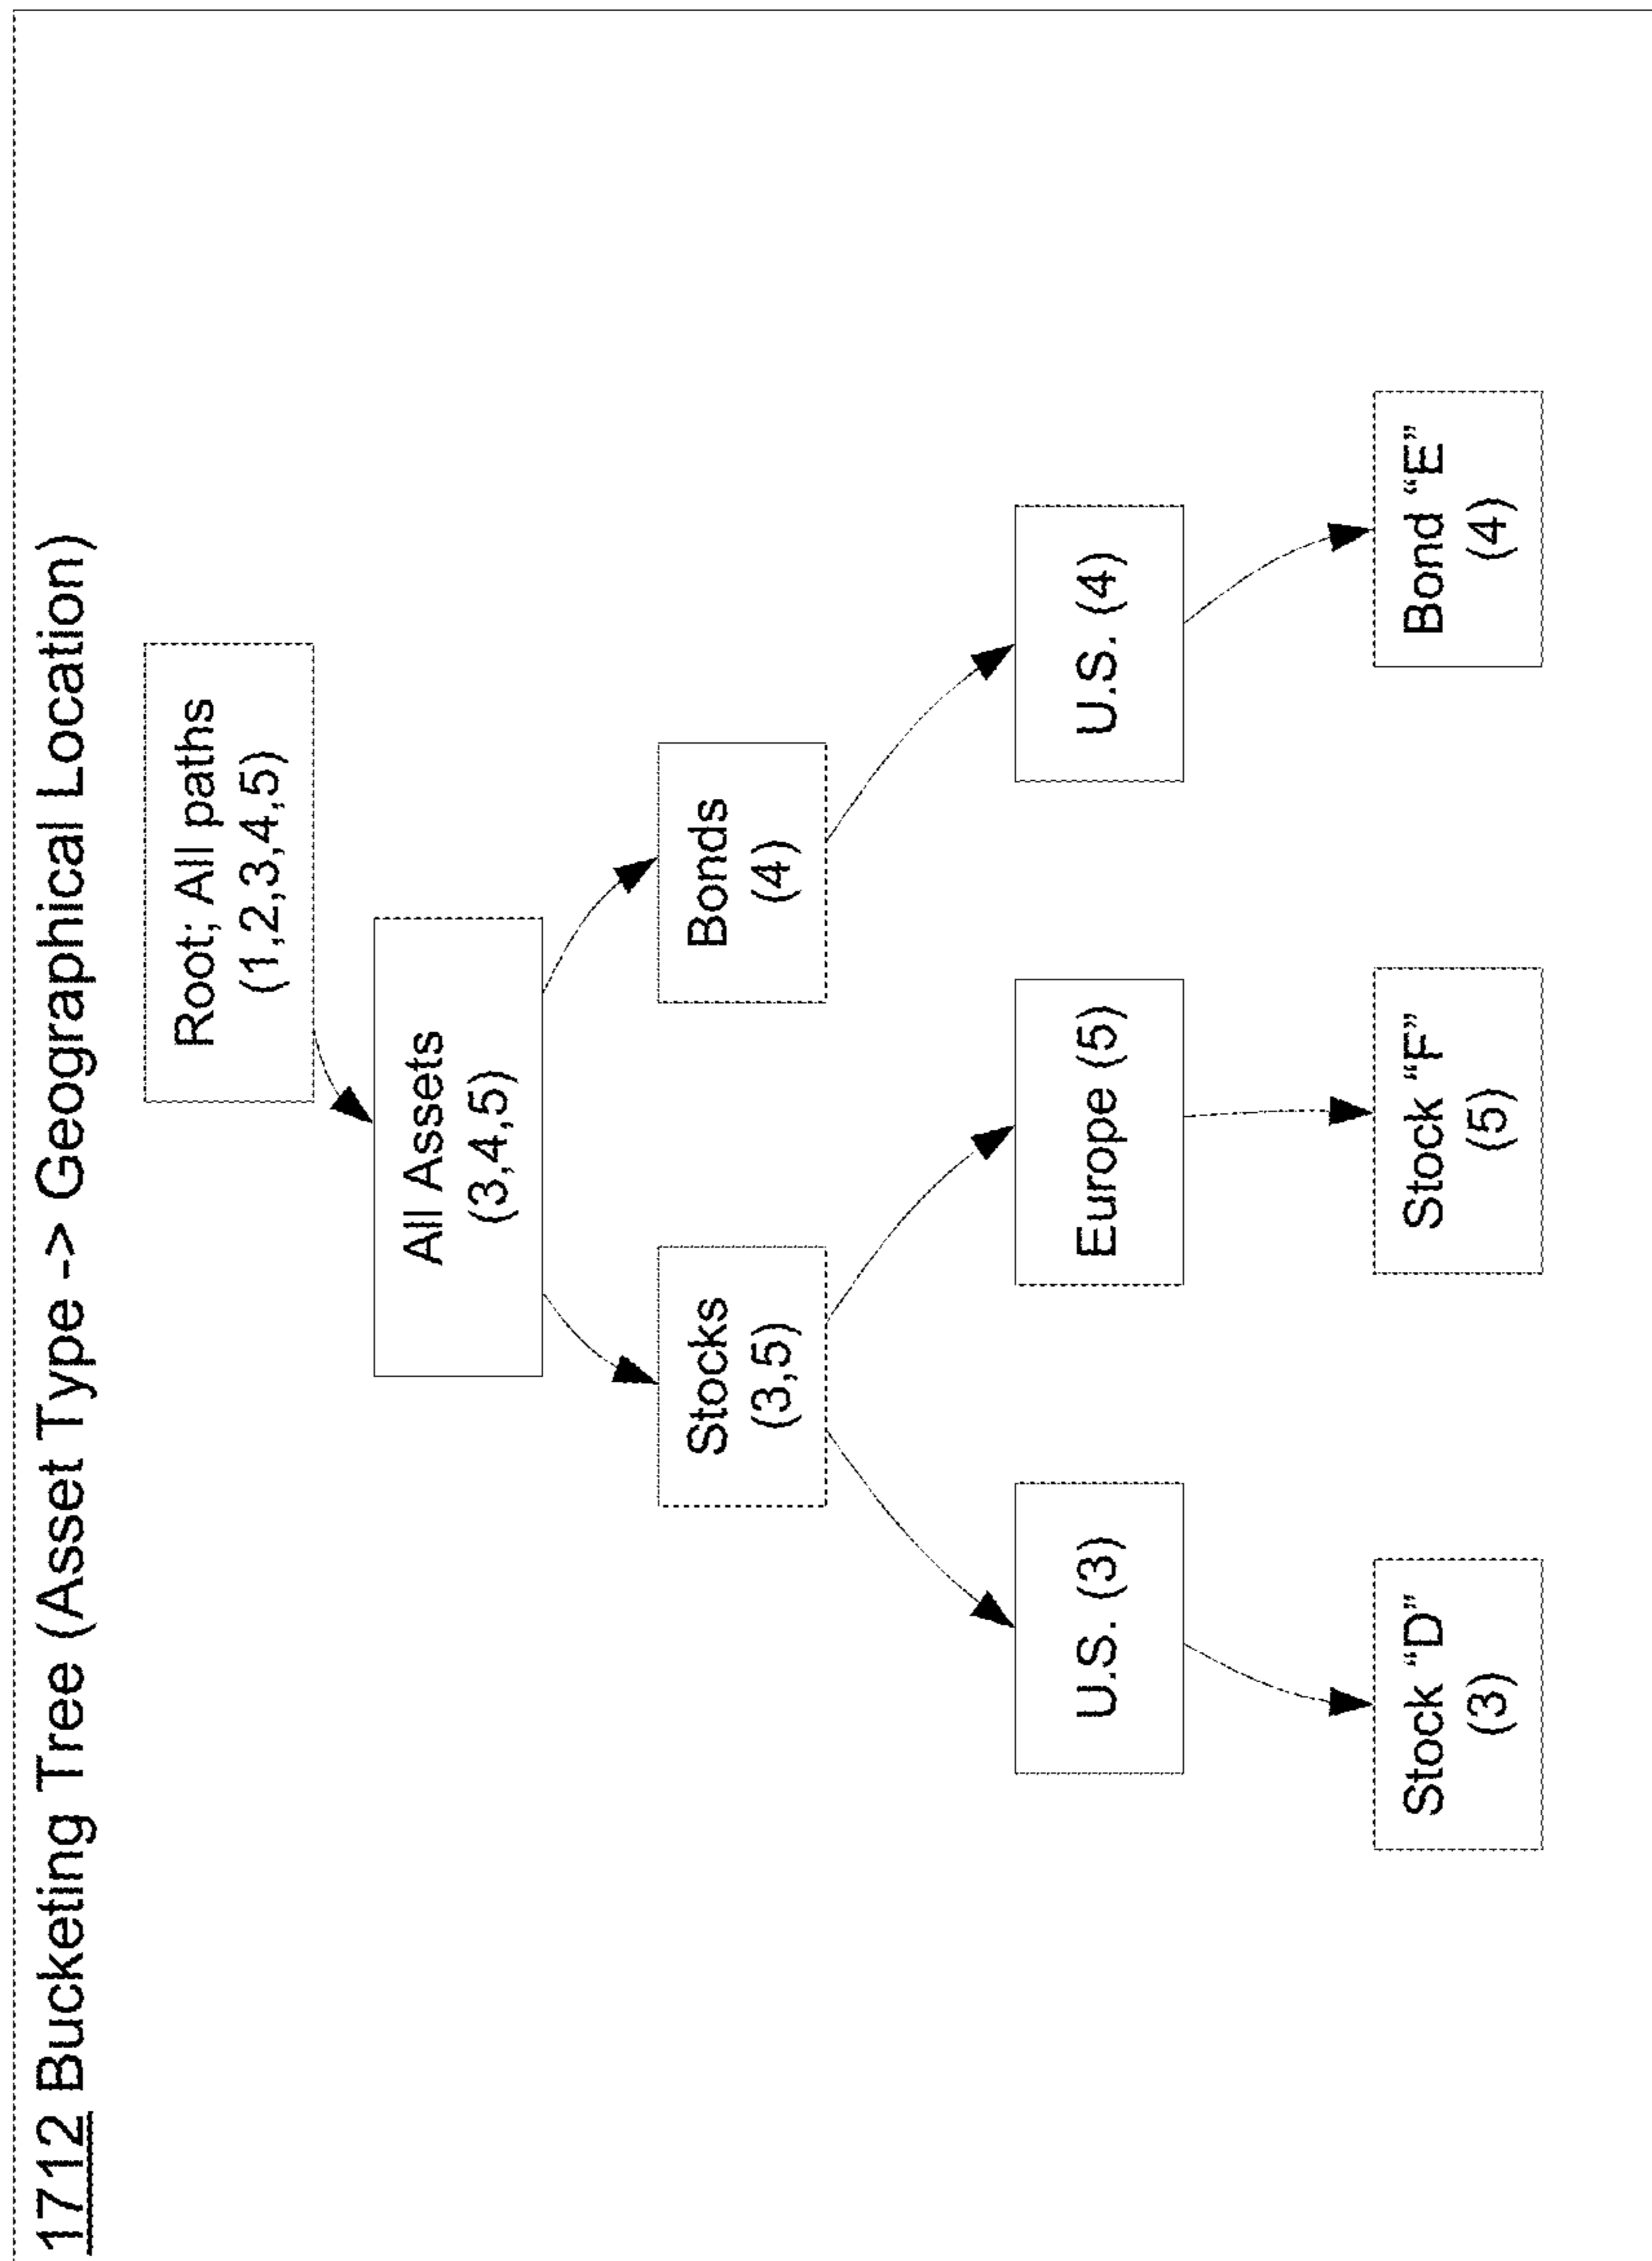 1712 Bucketing Tree (Asset Type -> Geographical Location)
Root; All paths
(1,2,3,4,5)
All Assets
(3,4,5)
Stocks
(3,5)
Bonds
(4)
U.S. (3)
Europe (5)
U.S. (4)
Stock “D”
(3)
Stock “F”
(5)
Bond “E”
(4)